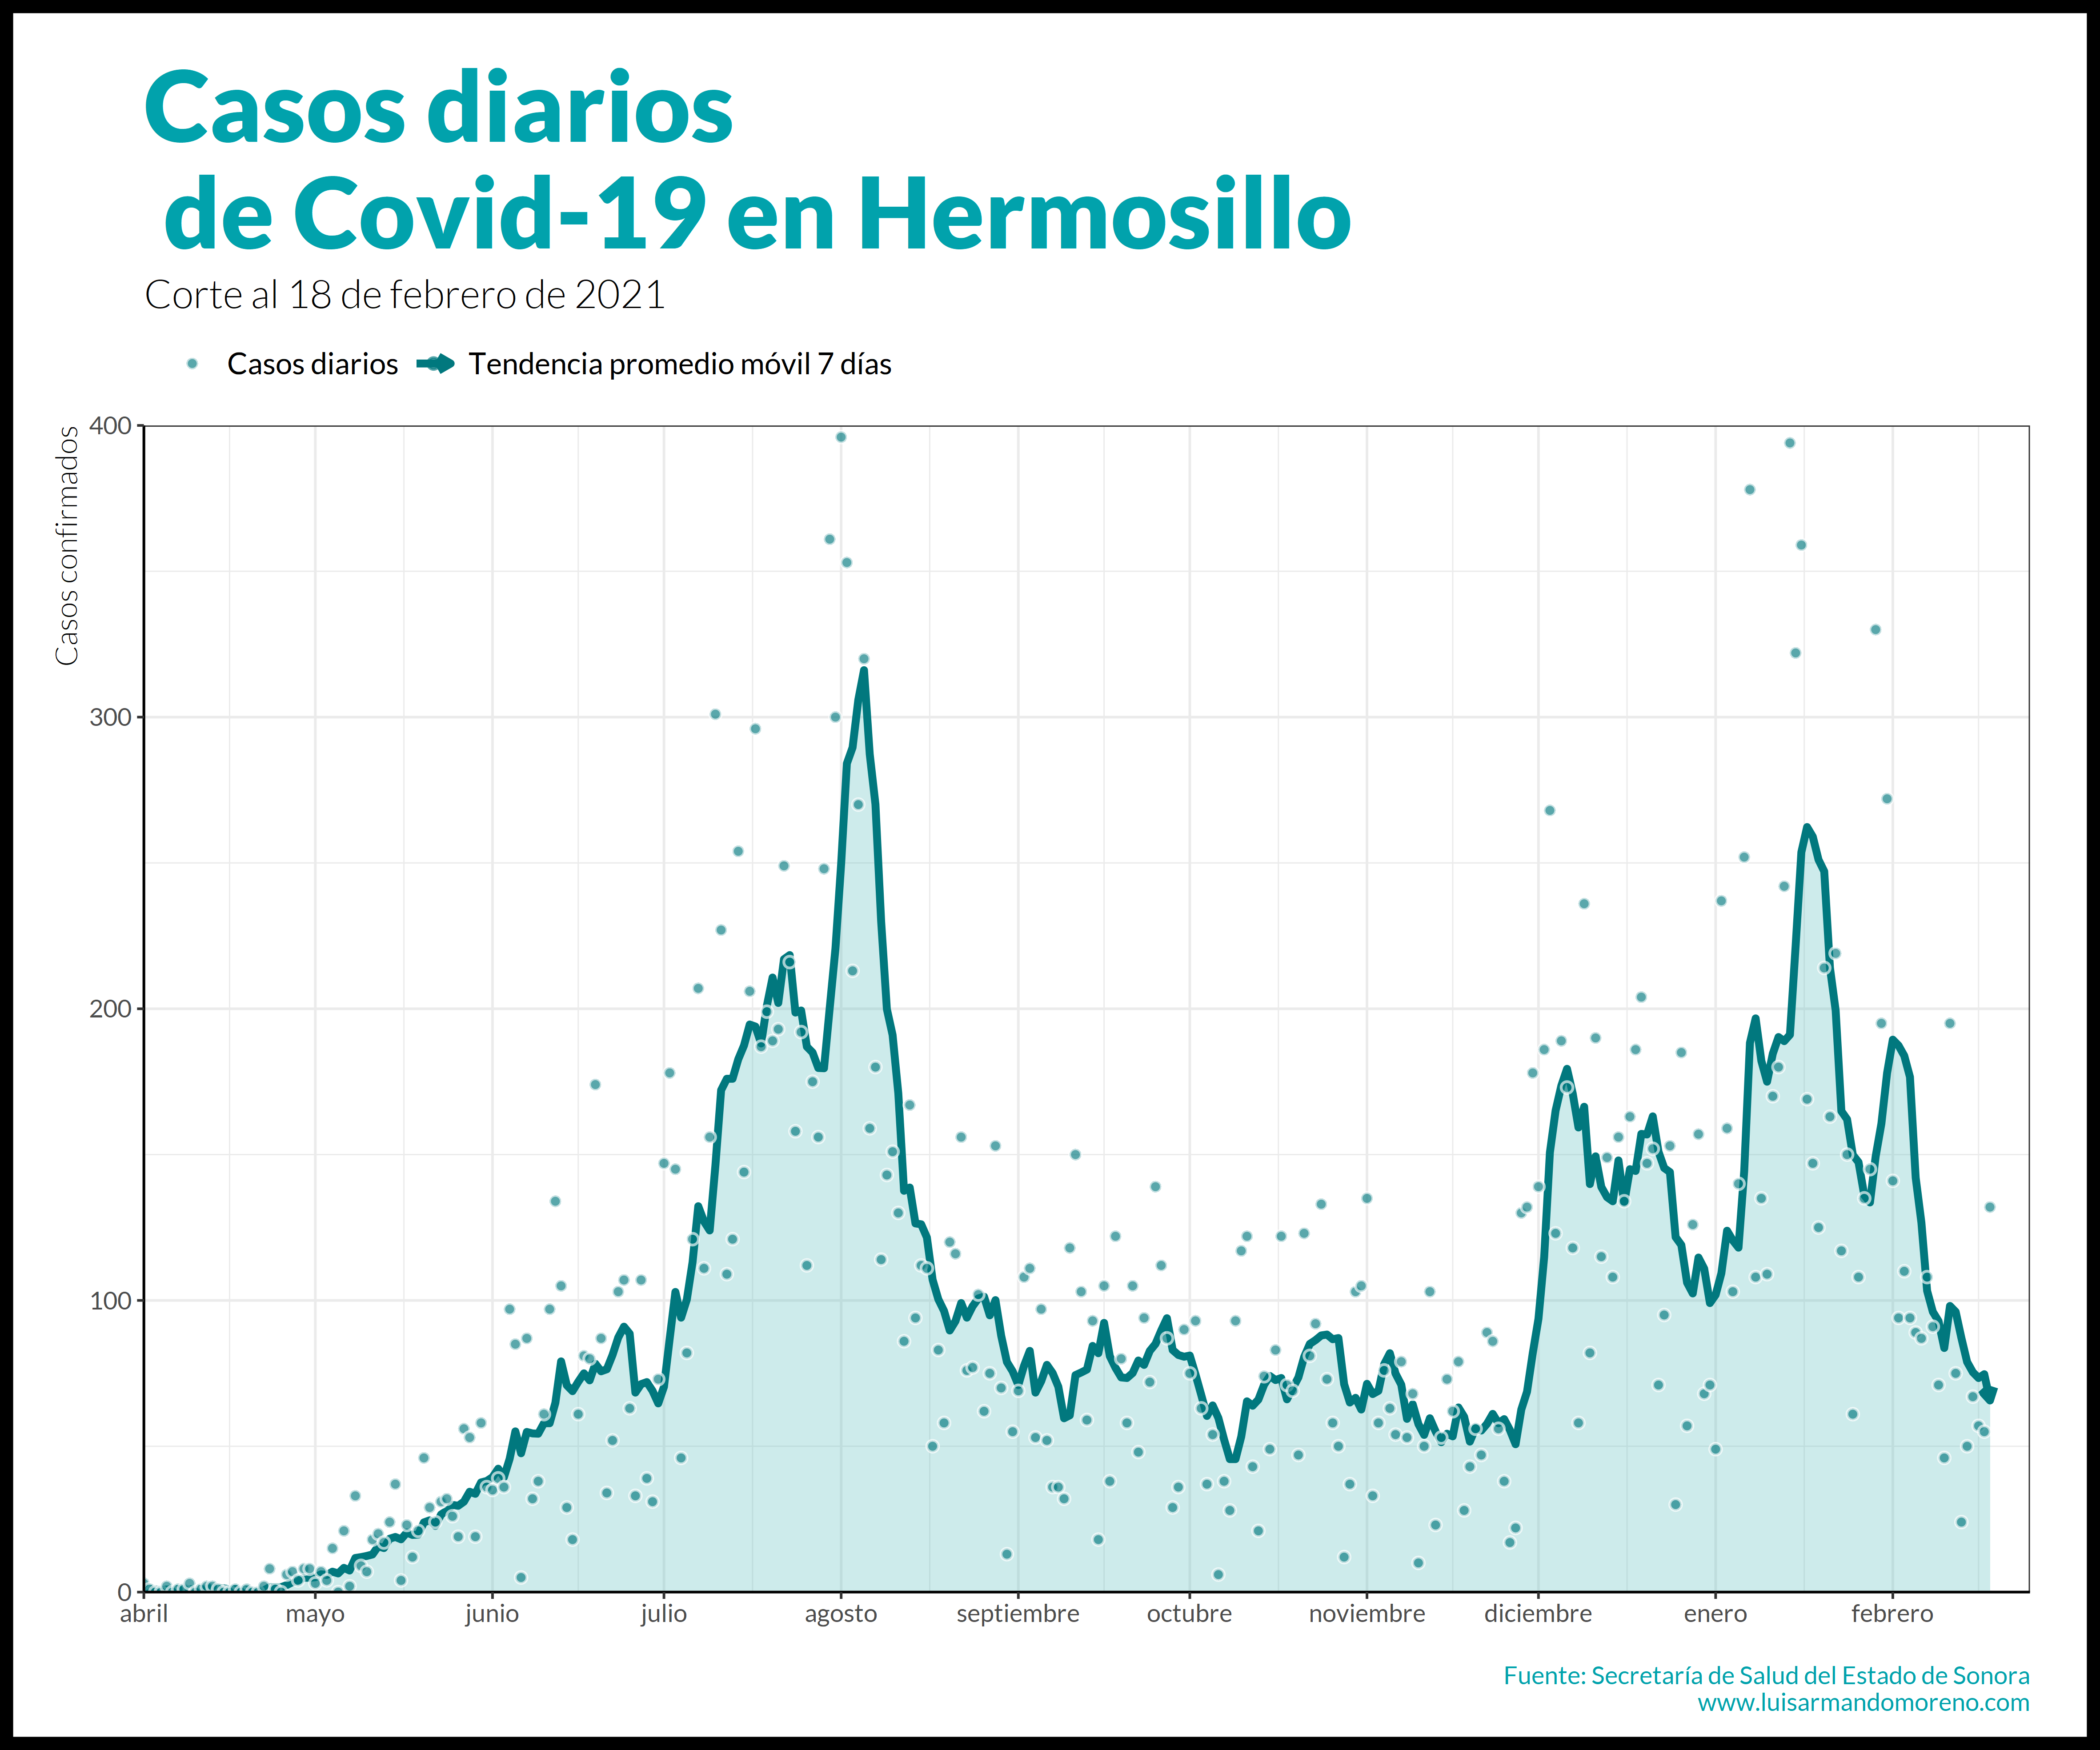 Casos diarios
de Covid-19 en Hermosillo
Corte al 18 de febrero de 2021
Casos diarios
Tendencia promedio móvil 7 días
Casos confirmados
400
300
200
100
0
abril
mayo
junio
julio
agosto
septiembre
octubre
noviembre
diciembre
enero
febrero
Fuente: Secretaría de Salud del Estado de Sonora
www.luisarmandomoreno.com